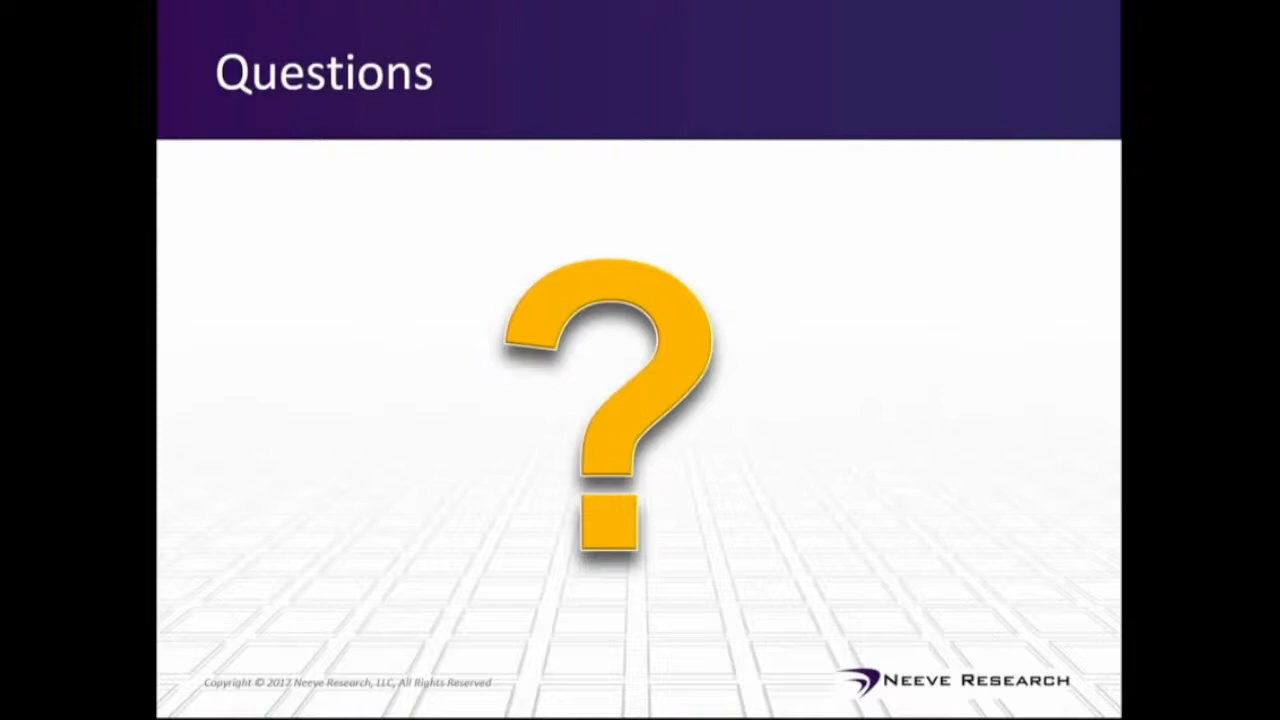 Questions
?
Copyright © 2017 Neeve Research, LLC, All Rights Reserved
NEEVE RESEARCH